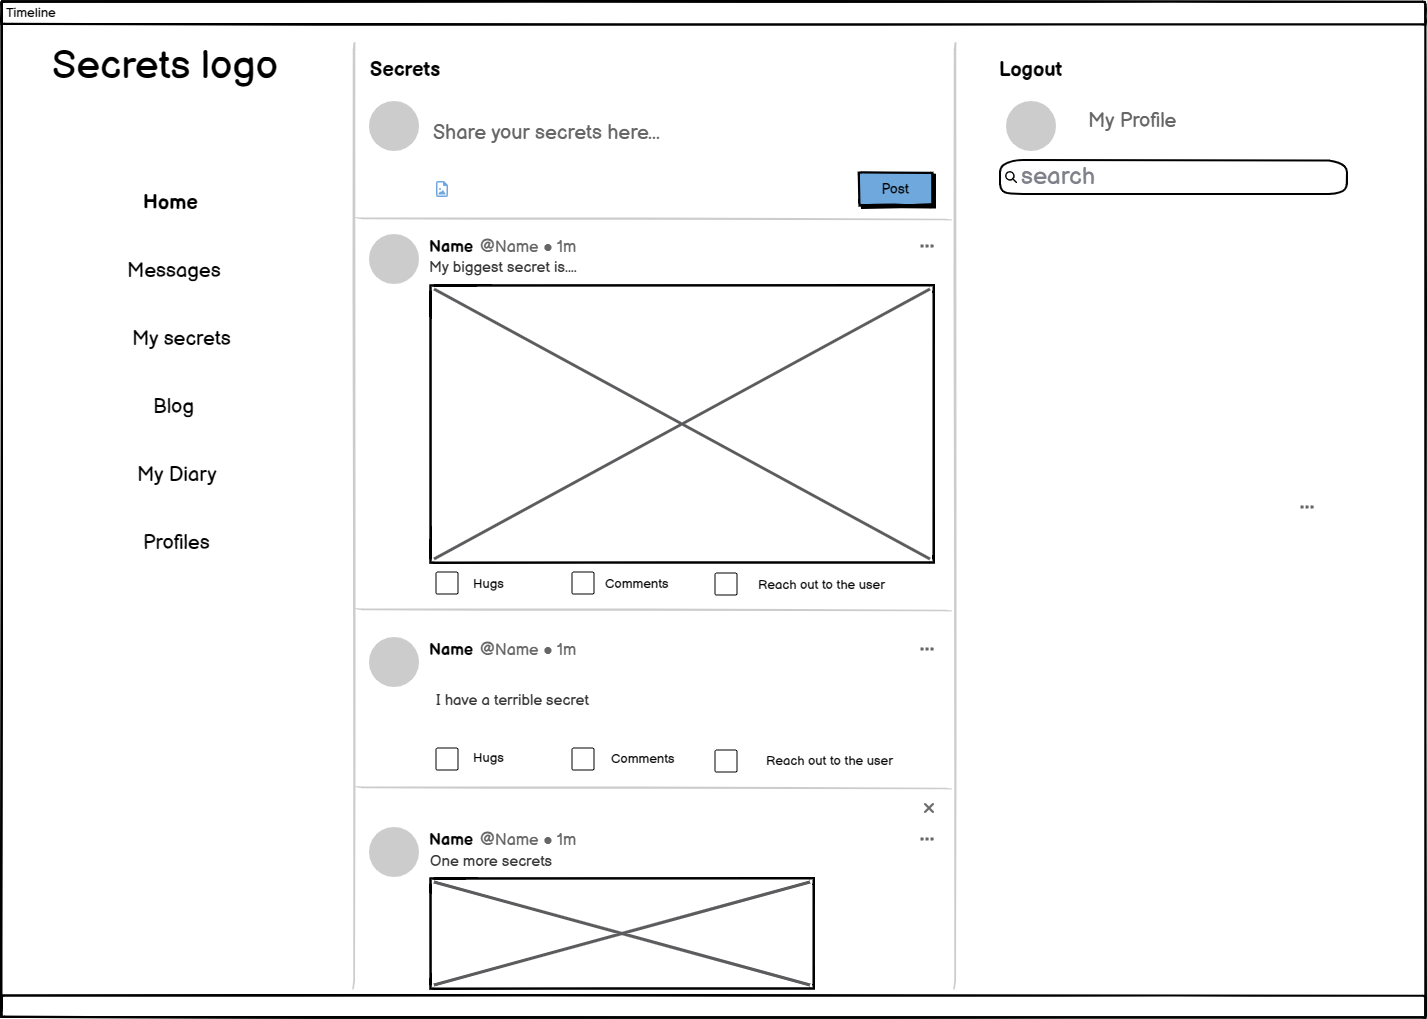 Timeline
Secrets logo
Home
Messages
My secrets
Blog
My Diary
Profiles
Secrets
Share your secrets here...
Post
Name @Name ● 1m
My biggest secret is....
Hugs
Comments
Reach out to the user
Name @Name ● 1m
I have a terrible secret
Hugs
Comments
Reach out to the user
Name @Name ● 1m
One more secrets
Logout
My Profile
search